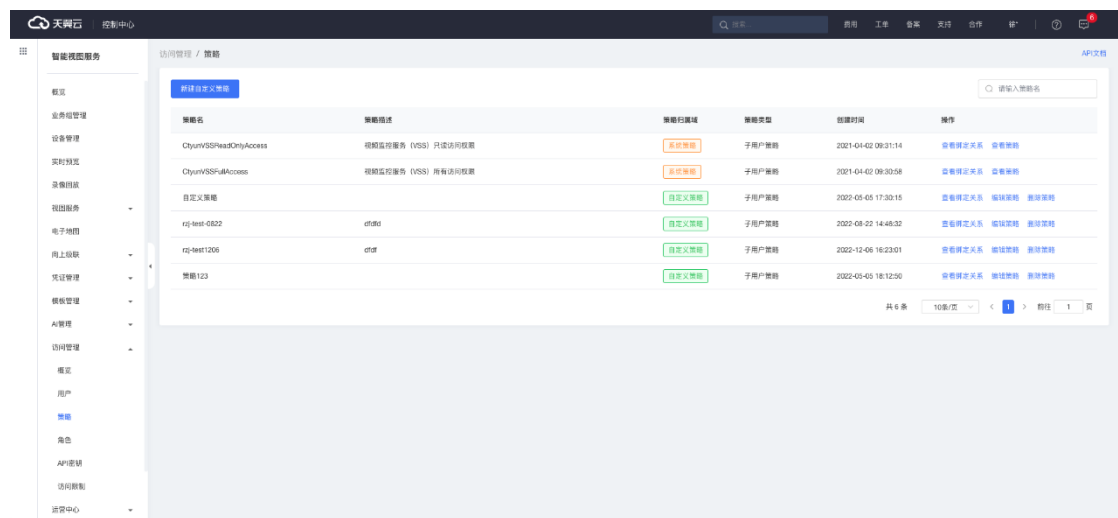 天翼云 控制中心 搜索... 费用 工单 备案 支持 合作 6
智能视图服务 访问管理 / 策略 API文档
概览
新建自定义策略 请输入策略名
业务组管理
策略名 策略描述 策略归属域 策略类型 创建时间 操作
设备管理
CtyunVSSReadOnlyAccess 视频监控服务（VSS）只读访问权限 系统策略 子用户策略 2021-04-02 09:31:14 查看绑定关系 查看策略
实时预览
CtyunVSSFullAccess 视频监控服务（VSS）所有访问权限 系统策略 子用户策略 2021-04-02 09:30:58 查看绑定关系 查看策略
录像回放
自定义策略 自定义策略 子用户策略 2022-05-05 17:30:15 查看绑定关系 编辑策略 删除策略
视图服务
rzj-test-0822 dfdfd 自定义策略 子用户策略 2022-08-22 14:46:32 查看绑定关系 编辑策略 删除策略
电子地图
rzj-test1206 dfdf 自定义策略 子用户策略 2022-12-06 16:23:01 查看绑定关系 编辑策略 删除策略
向上级联
策略123 自定义策略 子用户策略 2022-05-05 18:12:50 查看绑定关系 编辑策略 删除策略
凭证管理
模板管理
共 6 条 10条/页 1 前往 1 页
AI管理
访问管理
概览
用户
策略
角色
API密钥
访问限制
运营中心